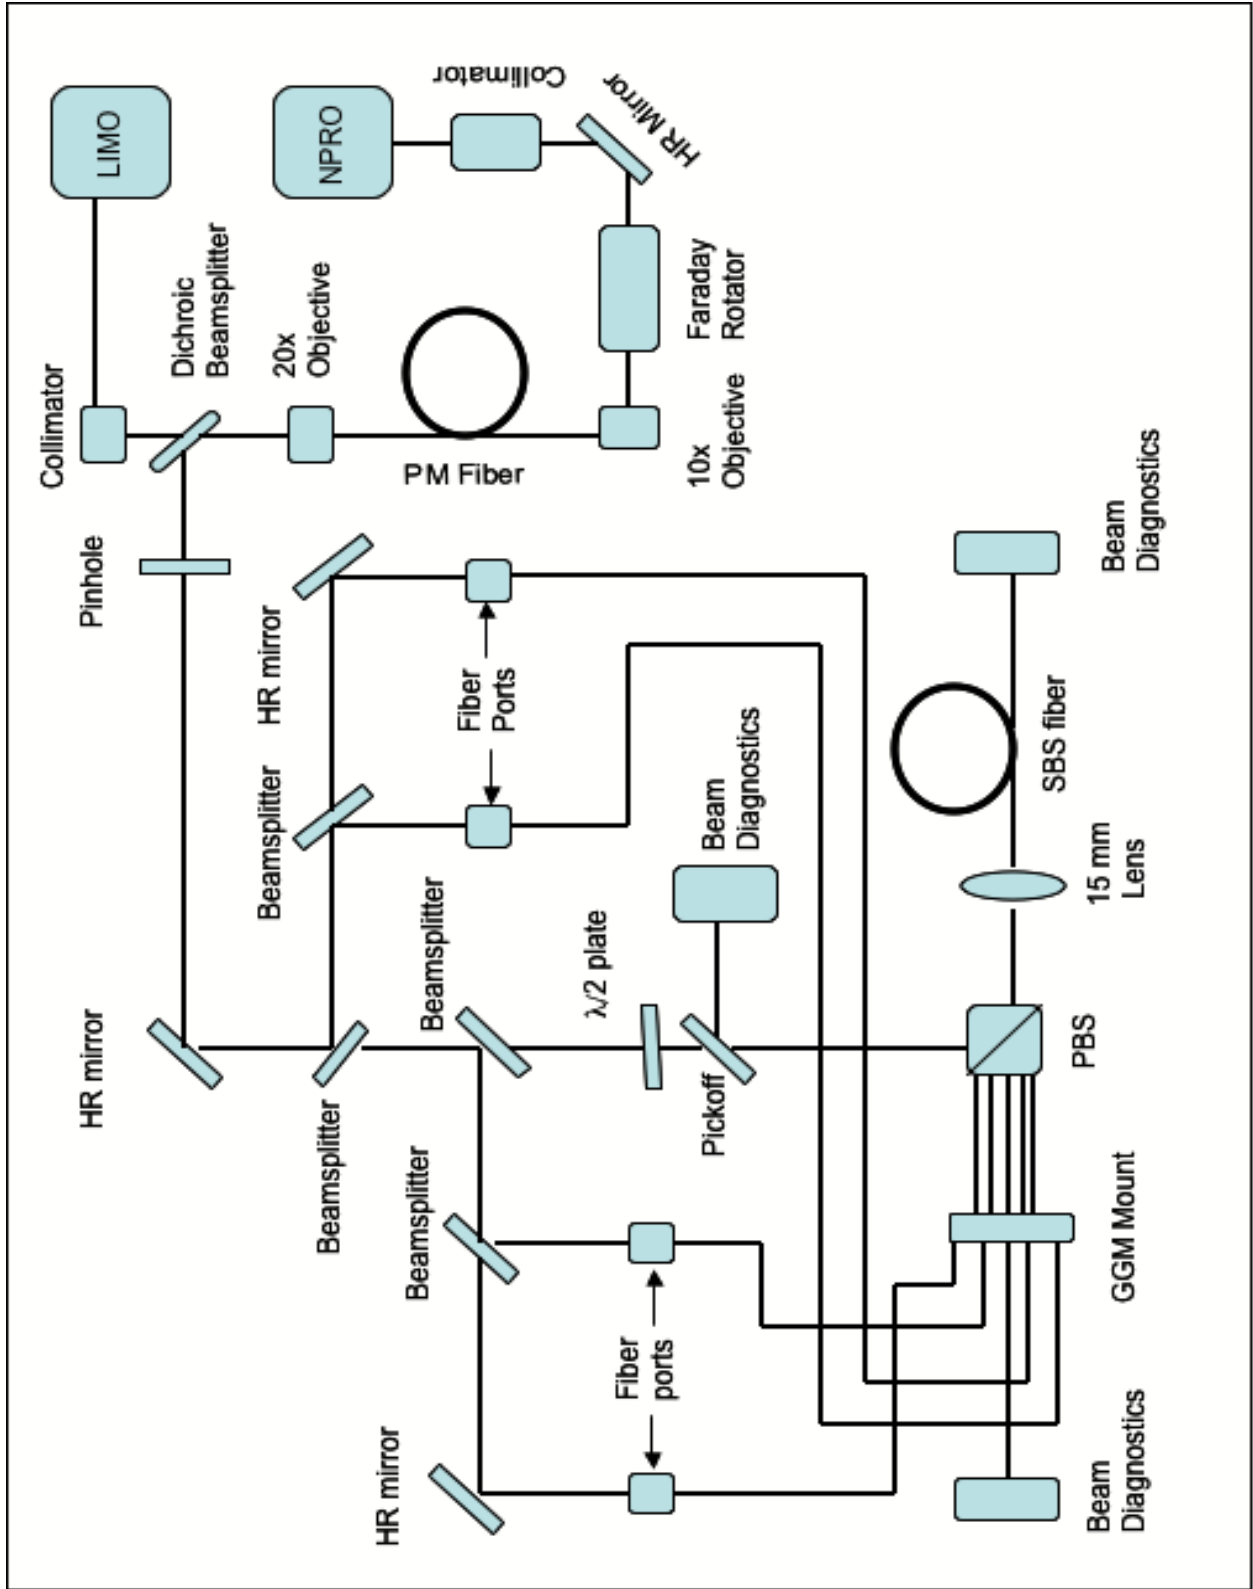 LIMO
NPRO
Collimator
HR Mirror
Collimator
Dichroic
Beamsplitter
20x
Objective
PM Fiber
Faraday
Rotator
10x
Objective
Pinhole
HR mirror
Fiber
Ports
Beamsplitter
Beam
Diagnostics
SBS fiber
15 mm
Lens
Beam
Diagnostics
HR mirror
Beamsplitter
Beamsplitter
λ/2 plate
Pickoff
PBS
Beamsplitter
GGM Mount
Fiber
ports
HR mirror
Beam
Diagnostics